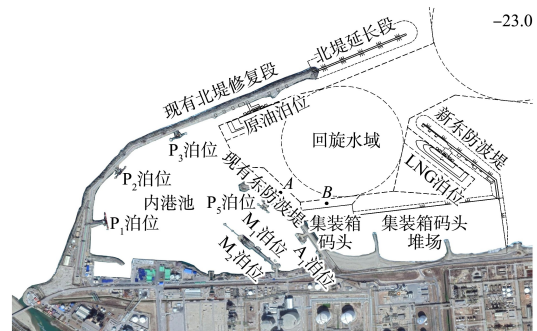 -23.0
北堤延长段
现有北堤修复段
原油泊位
新东防波堤
回旋水域
P₃泊位
LNG泊位
P₂泊位
现有东防波堤
A
B
内港池
P₅泊位
P₁泊位
M₁泊位
M₂泊位
A₁泊位
集装箱
码头
集装箱码头
堆场